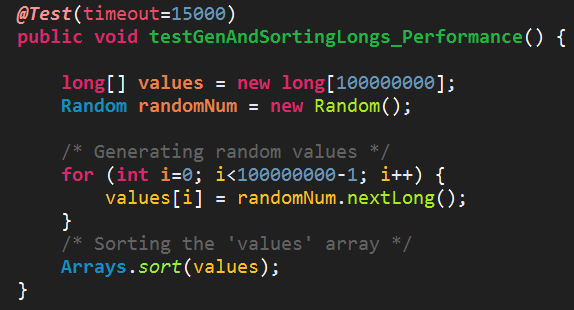 @Test(timeout=15000)
public void testGenAndSortingLongs_Performance() {
long[] values = new long[100000000];
Random randomNum = new Random();
/* Generating random values */
for (int i=0; i<100000000-1; i++) {
values[i] = randomNum.nextLong();
}
/* Sorting the 'values' array */
Arrays.sort(values);
}